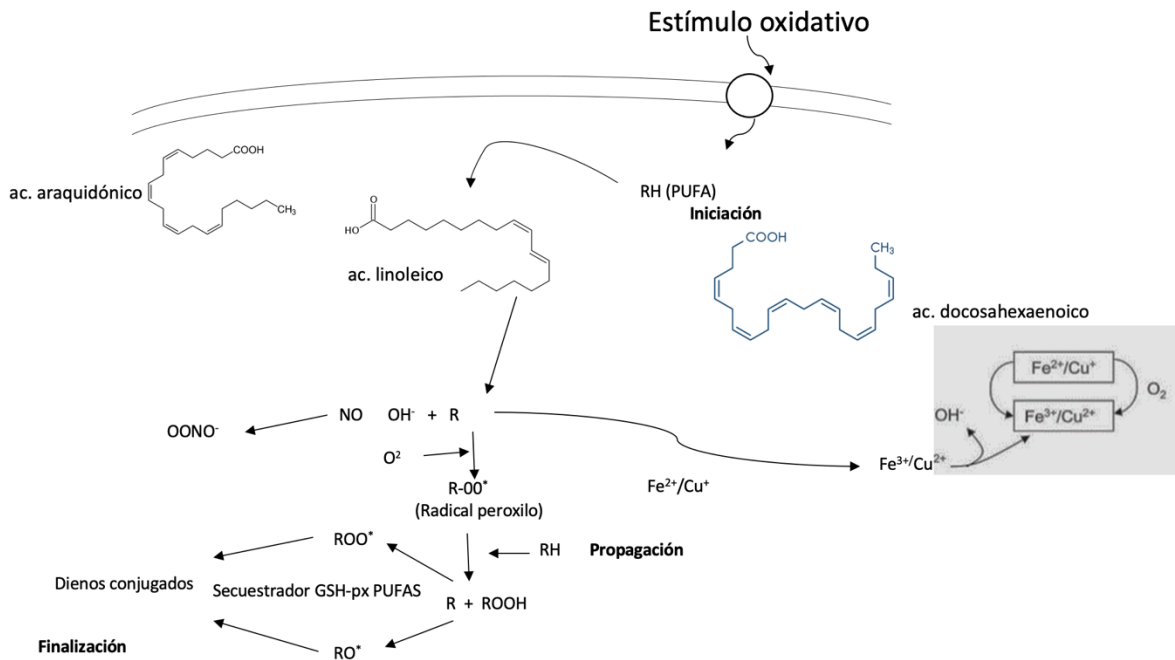 Estímulo oxidativo
COOH
ac. araquidónico
CH₃
RH (PUFA)
Iniciación
O
HO
ac. linoleico
COOH
CH₃
ac. docosahexaenoico
Fe²⁺/Cu⁺
O₂
OH⁻
Fe³⁺/Cu²⁺
OONO⁻
NO OH⁻ + R
O²
Fe³⁺/Cu²⁺
R-00*
(Radical peroxilo)
Fe²⁺/Cu⁺
ROO*
RH Propagación
Dienos conjugados
Secuestrador GSH-px PUFAS
R + ROOH
Finalización
RO*